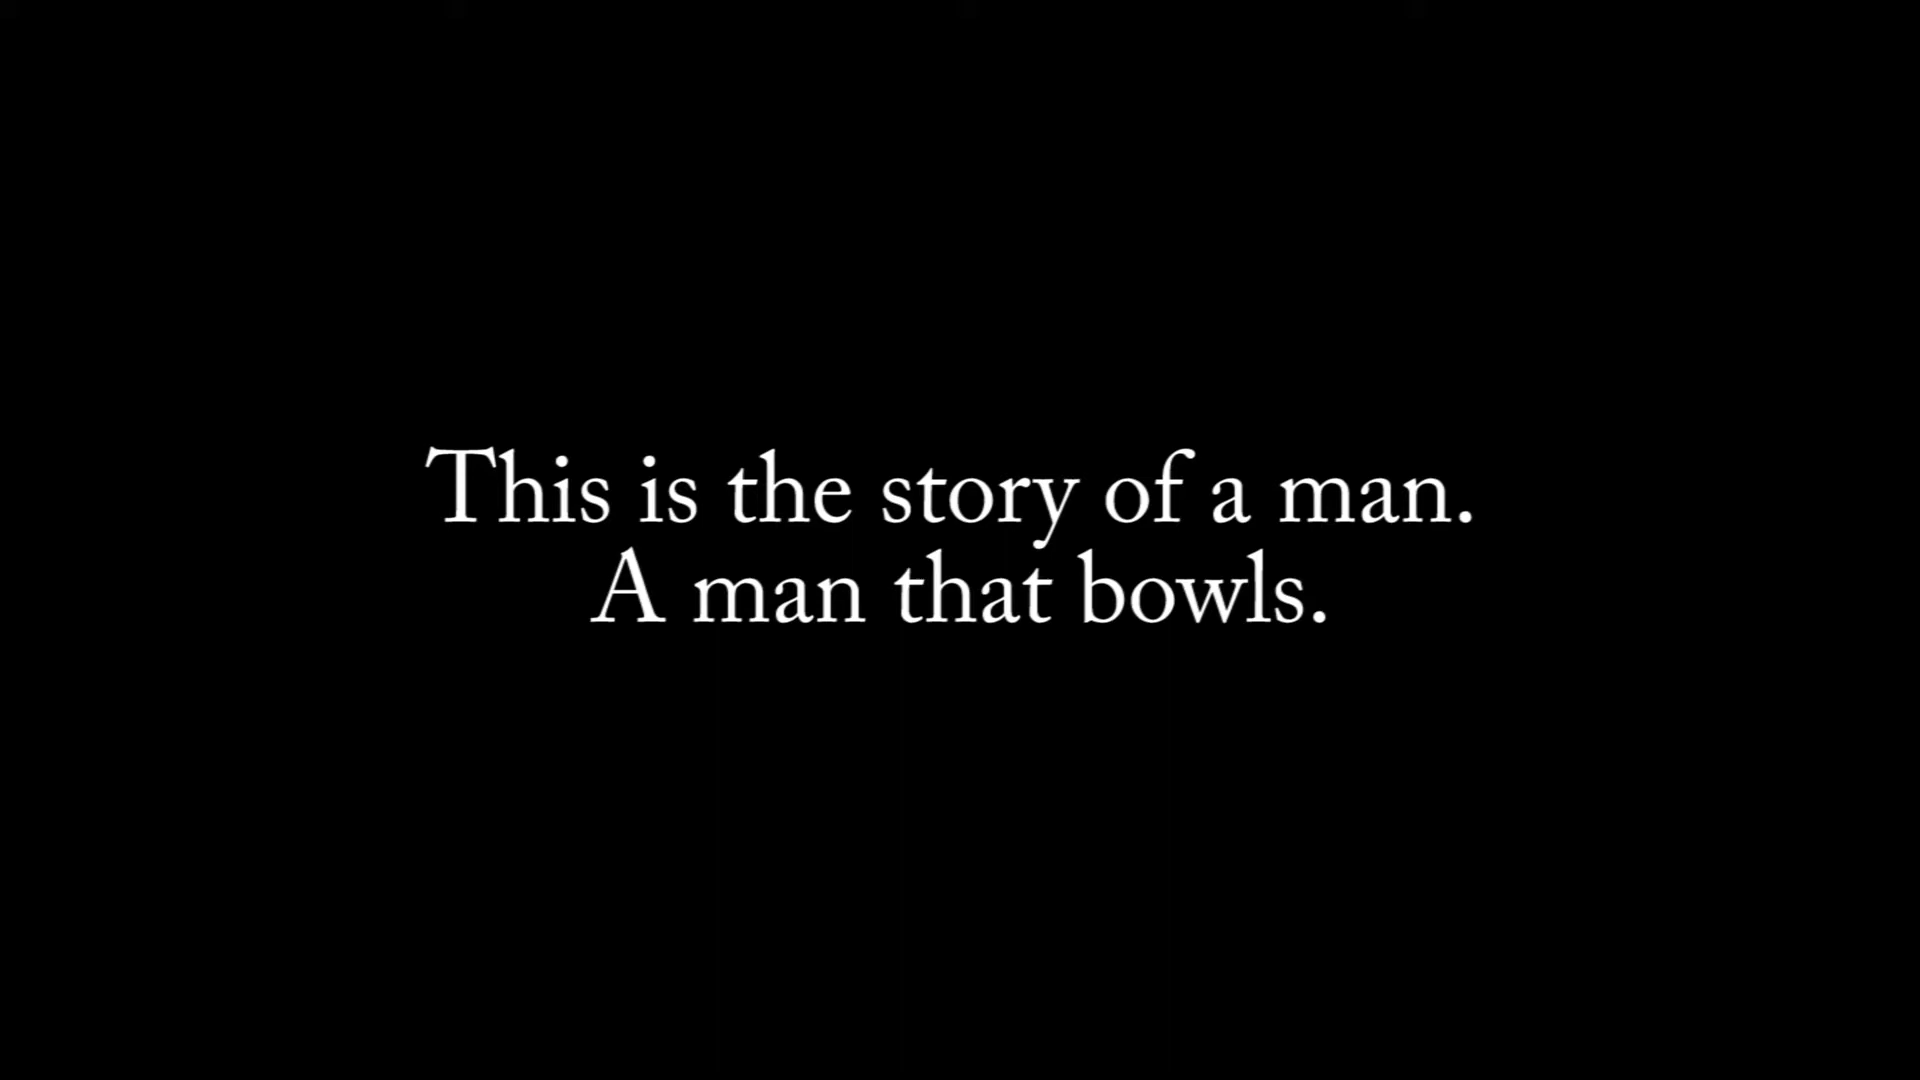 This is the story of a man.
A man that bowls.